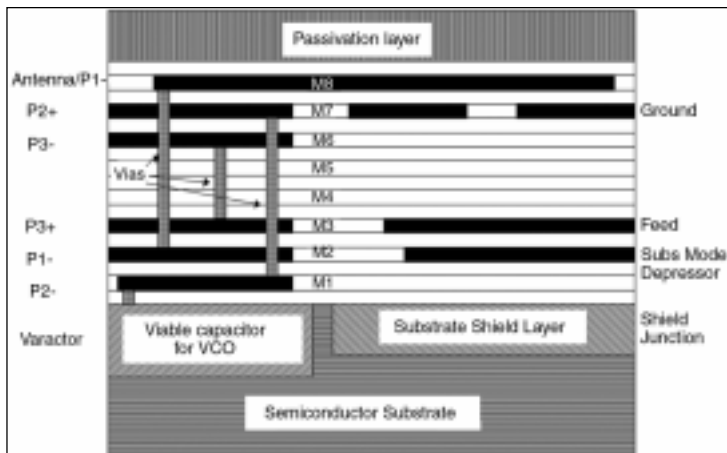 Passivation layer
Antenna/P1-
M8
P2+
M7
Ground
P3-
M6
M5
Vias
M4
P3+
M3
Feed
P1-
M2
Subs Mode
Depressor
P2-
M1
Varactor
Viable capacitor
for VCO
Substrate Shield Layer
Shield
Junction
Semiconductor Substrate